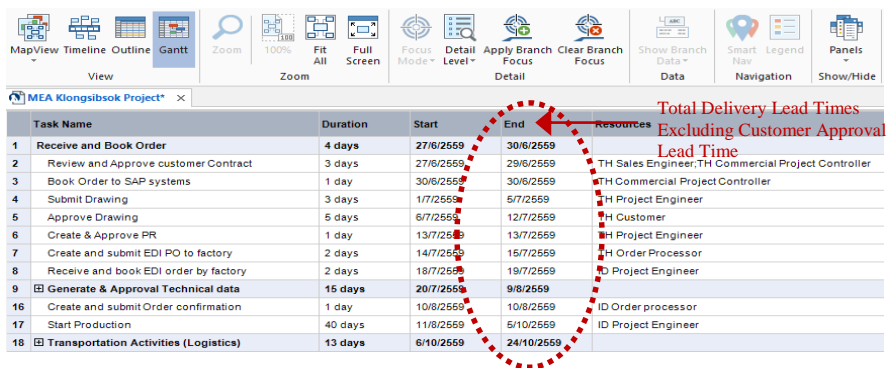 MapView Timeline Outline Gantt Zoom 100% Fit All Full Screen Focus Mode Detail Level Apply Branch Focus Clear Branch Focus Show Branch Data Smart Nav Legend Panels
View Zoom Detail Data Navigation Show/Hide
MEA Klongsibsok Project* ×
Total Delivery Lead Times
Excluding Customer Approval
Lead Time
Task Name Duration Start End Resources
1 Receive and Book Order 4 days 27/6/2559 30/6/2559
2 Review and Approve customer Contract 3 days 27/6/2559 29/6/2559 TH Sales Engineer;TH Commercial Project Controller
3 Book Order to SAP systems 1 day 30/6/2559 30/6/2559 TH Commercial Project Controller
4 Submit Drawing 3 days 1/7/2559 5/7/2559 TH Project Engineer
5 Approve Drawing 5 days 6/7/2559 12/7/2559 TH Customer
6 Create & Approve PR 1 day 13/7/2559 13/7/2559 TH Project Engineer
7 Create and submit EDI PO to factory 2 days 14/7/2559 15/7/2559 TH Order Processor
8 Receive and book EDI order by factory 2 days 18/7/2559 19/7/2559 ID Project Engineer
9 Generate & Approval Technical data 15 days 20/7/2559 9/8/2559
16 Create and submit Order confirmation 1 day 10/8/2559 10/8/2559 ID Order processor
17 Start Production 40 days 11/8/2559 5/10/2559 ID Project Engineer
18 Transportation Activities (Logistics) 13 days 6/10/2559 24/10/2559